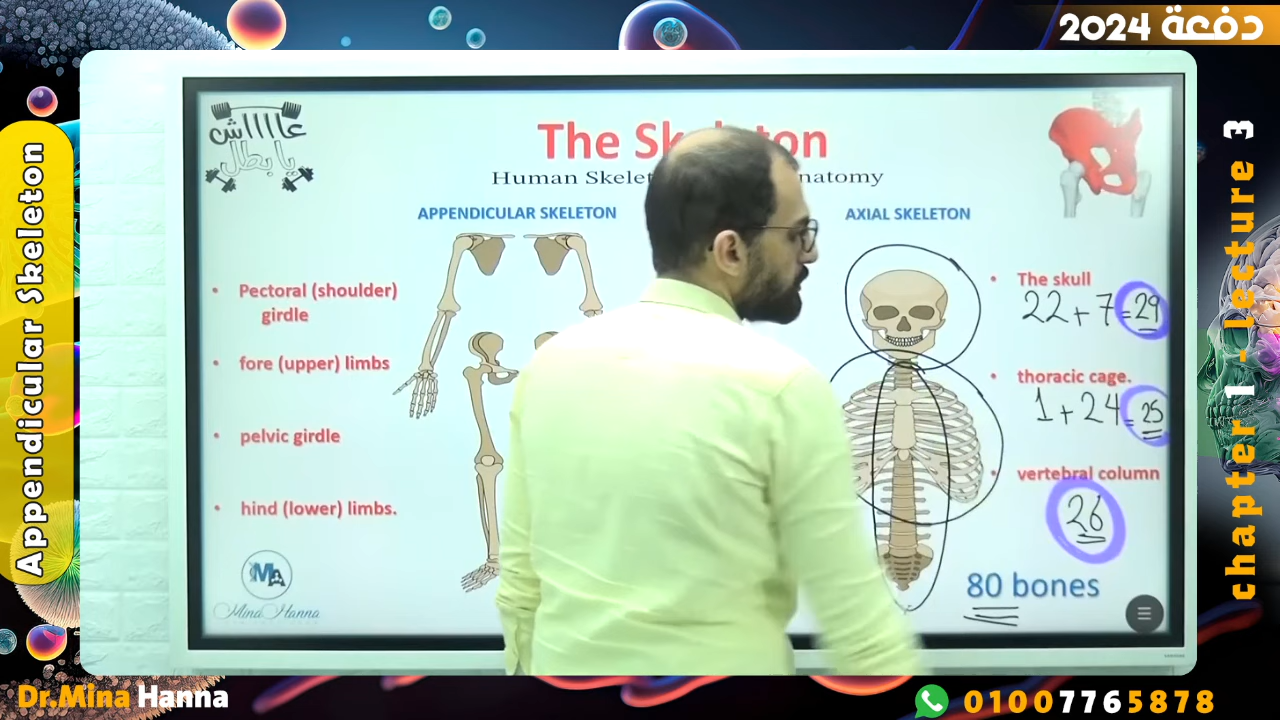 دفعة 2024
عاااااش
يا بطل
The Sk
ton
Human Skele
natomy
APPENDICULAR SKELETON
AXIAL SKELETON
Pectoral (shoulder)
girdle
fore (upper) limbs
pelvic girdle
hind (lower) limbs.
The skull
22 + 7 = 29
thoracic cage.
1 + 24 = 25
vertebral column
26
80 bones
MA
Mina Hanna
Appendicular Skeleton
chapter 1 - lecture 3
Dr.Mina Hanna
01007765878